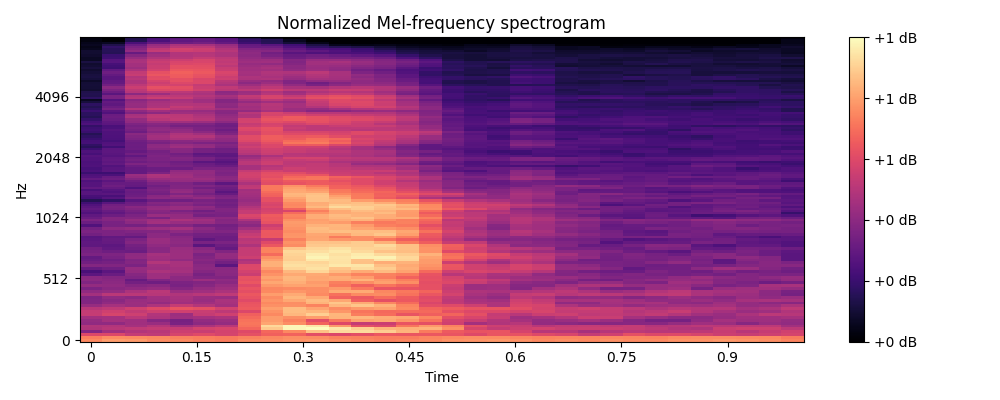 Normalized Mel-frequency spectrogram
Hz
4096
2048
1024
512
0
0 0.15 0.3 0.45 0.6 0.75 0.9
Time
+1 dB
+1 dB
+1 dB
+0 dB
+0 dB
+0 dB